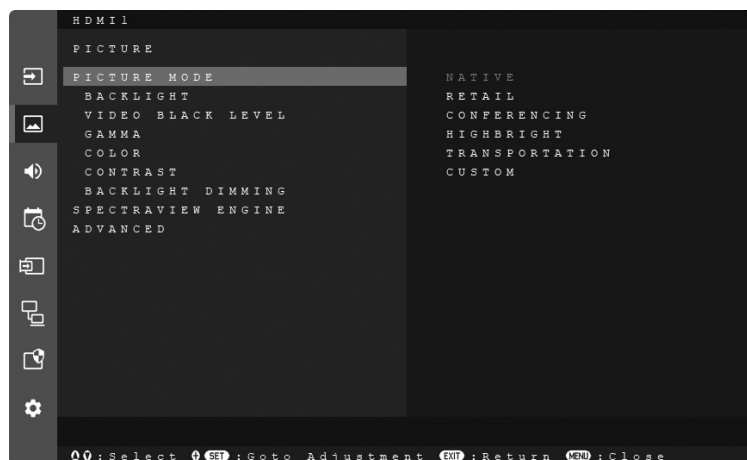 HDMI1
PICTURE
PICTURE MODE
BACKLIGHT
VIDEO BLACK LEVEL
GAMMA
COLOR
CONTRAST
BACKLIGHT DIMMING
SPECTRAVIEW ENGINE
ADVANCED
NATIVE
RETAIL
CONFERENCING
HIGHBRIGHT
TRANSPORTATION
CUSTOM
:Select SET :Goto Adjustment EXIT :Return MENU :Close